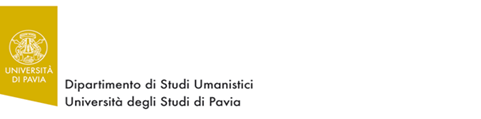 UNIVERSITÀ
DI PAVIA
Dipartimento di Studi Umanistici
Università degli Studi di Pavia